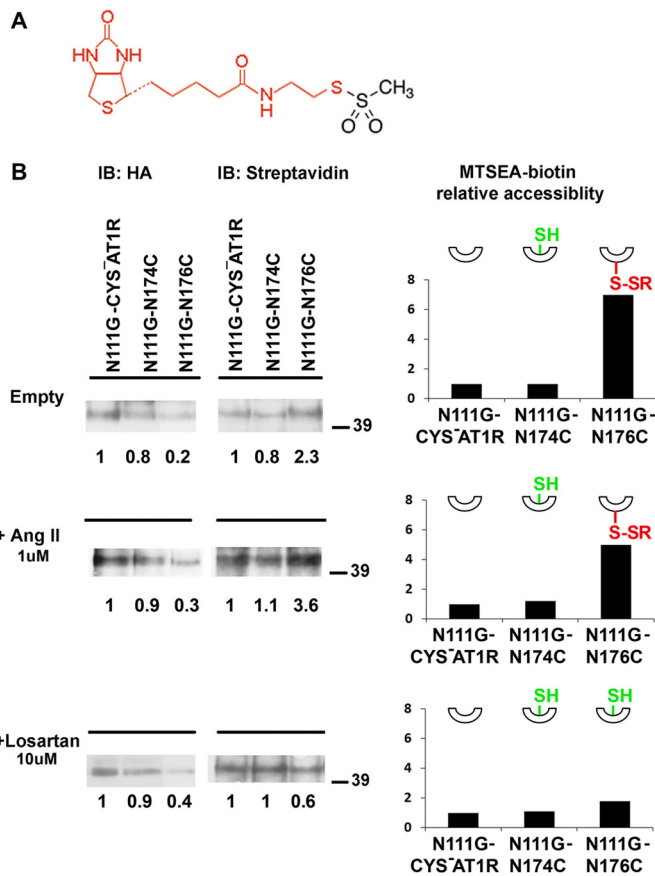 A
O
HN
NH
S
O
N
H
S
S
CH3
O
O
B
IB: HA
IB: Streptavidin
MTSEA-biotin
relative accessiblity
N111G-CYS⁻AT1R
N111G-N174C
N111G-N176C
N111G-CYS⁻AT1R
N111G-N174C
N111G-N176C
Empty
39
1 0.8 0.2
1 0.8 2.3
SH
S-SR
8
6
4
2
0
N111G- N111G- N111G-
CYS⁻AT1R N174C N176C
+ Ang II
1uM
39
1 0.9 0.3
1 1.1 3.6
SH
S-SR
8
6
4
2
0
N111G- N111G- N111G-
CYS⁻AT1R N174C N176C
+Losartan
10uM
39
1 0.9 0.4
1 1 0.6
SH SH
8
6
4
2
0
N111G- N111G- N111G-
CYS⁻AT1R N174C N176C